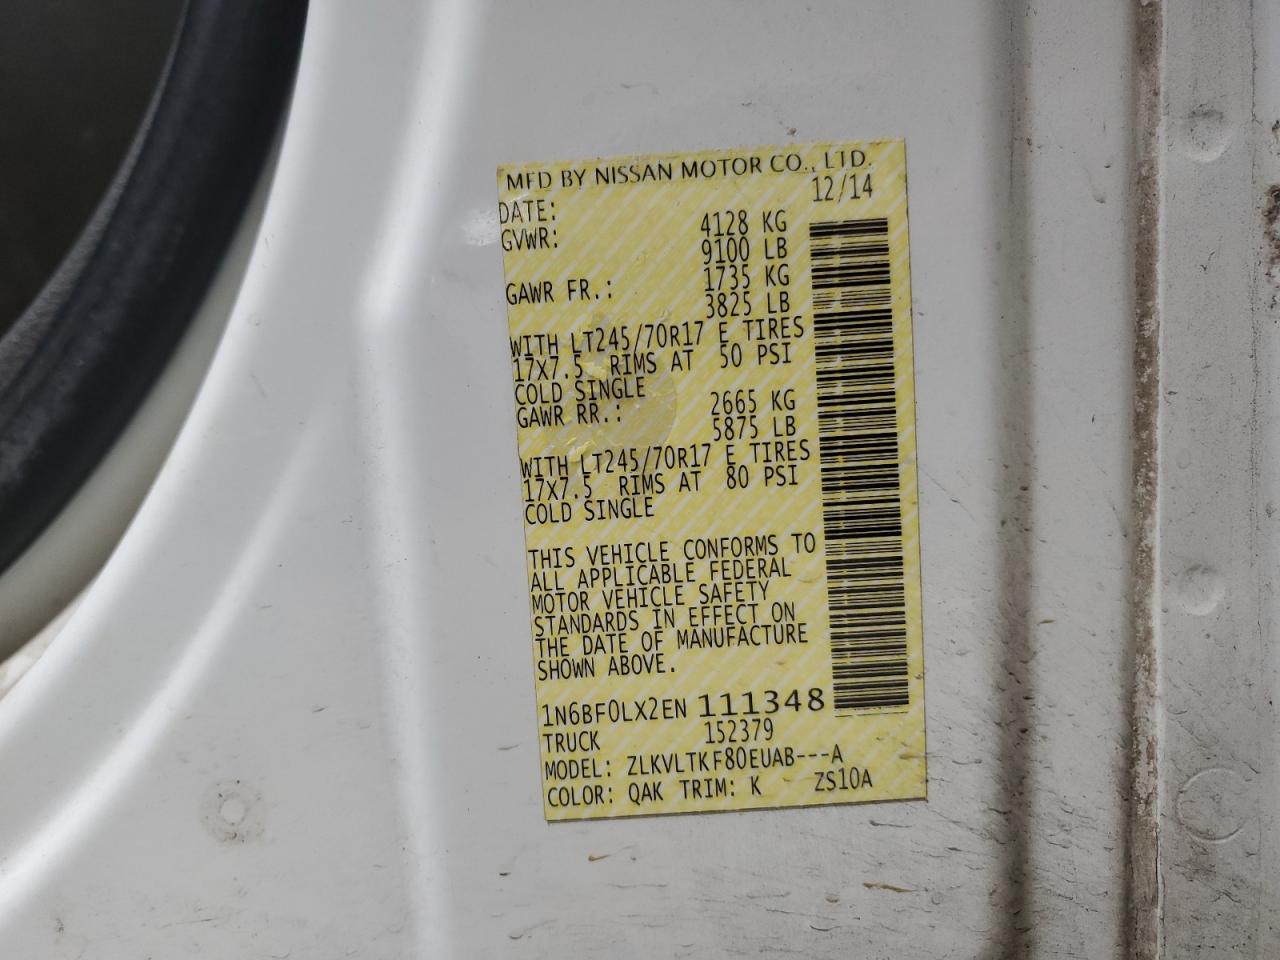 MFD BY NISSAN MOTOR CO., LTD.
DATE: 12/14
GVWR: 4128 KG
9100 LB
GAWR FR.: 1735 KG
3825 LB
WITH LT245/70R17 E TIRES
17X7.5 RIMS AT 50 PSI
COLD SINGLE
GAWR RR.: 2665 KG
5875 LB
WITH LT245/70R17 E TIRES
17X7.5 RIMS AT 80 PSI
COLD SINGLE
THIS VEHICLE CONFORMS TO
ALL APPLICABLE FEDERAL
MOTOR VEHICLE SAFETY
STANDARDS IN EFFECT ON
THE DATE OF MANUFACTURE
SHOWN ABOVE.
1N6BF0LX2EN 111348
TRUCK 152379
MODEL: ZLKVLTKF80EUAB---A
COLOR: QAK TRIM: K ZS10A